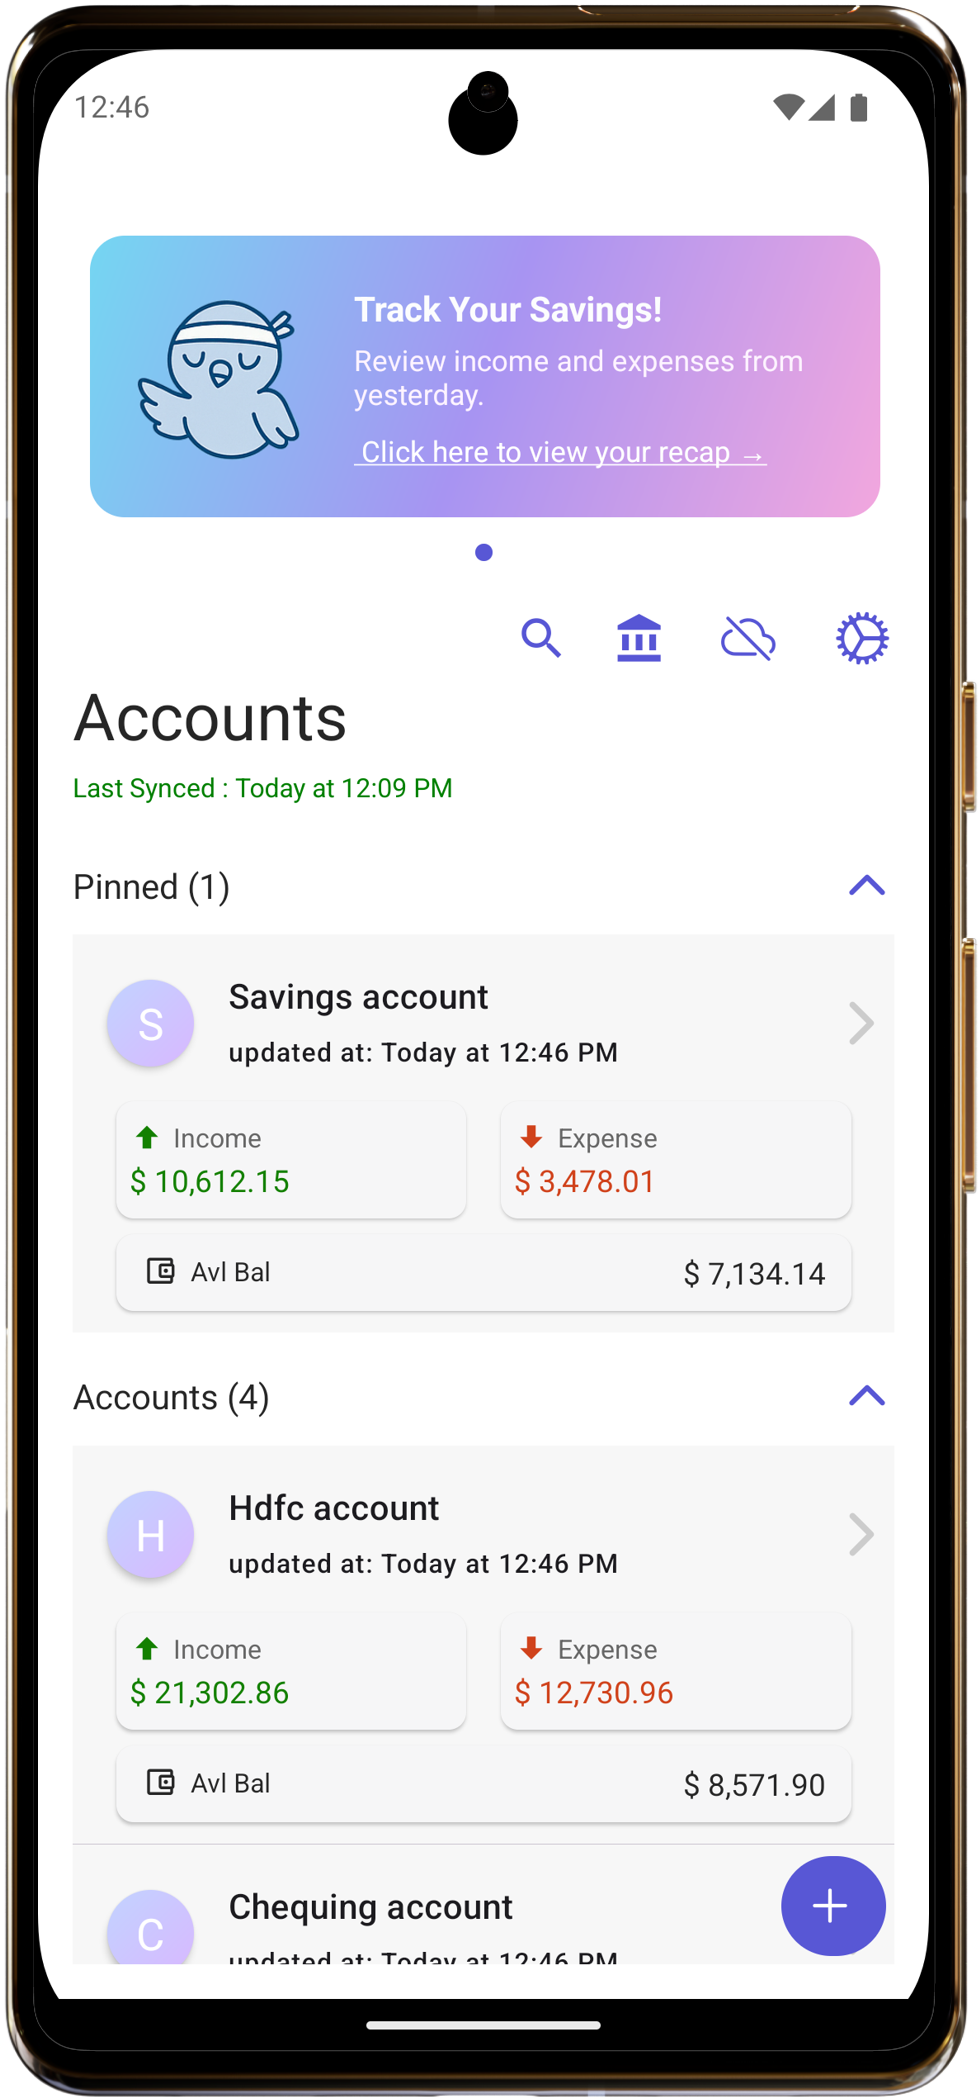 12:46
Track Your Savings!
Review income and expenses from
yesterday.
Click here to view your recap →
Accounts
Last Synced : Today at 12:09 PM
Pinned (1)
S
Savings account
updated at: Today at 12:46 PM
Income
$ 10,612.15
Expense
$ 3,478.01
Avl Bal
$ 7,134.14
Accounts (4)
H
Hdfc account
updated at: Today at 12:46 PM
Income
$ 21,302.86
Expense
$ 12,730.96
Avl Bal
$ 8,571.90
C
Chequing account
updated at: Today at 12:46 PM